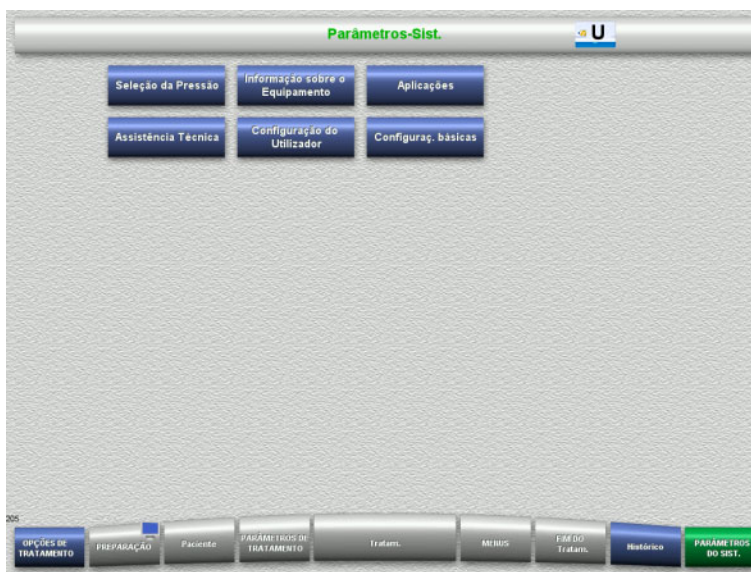 Parâmetros-Sist.
U
Seleção da Pressão
Informação sobre o
Equipamento
Aplicações
Assistência Técnica
Configuração do
Utilizador
Configuraç. básicas
205
OPÇÕES DE
TRATAMENTO
PREPARAÇÃO
Paciente
PARÂMETROS DE
TRATAMENTO
Tratam.
MENUS
FIM DO
Tratam.
Histórico
PARÂMETROS
DO SIST.